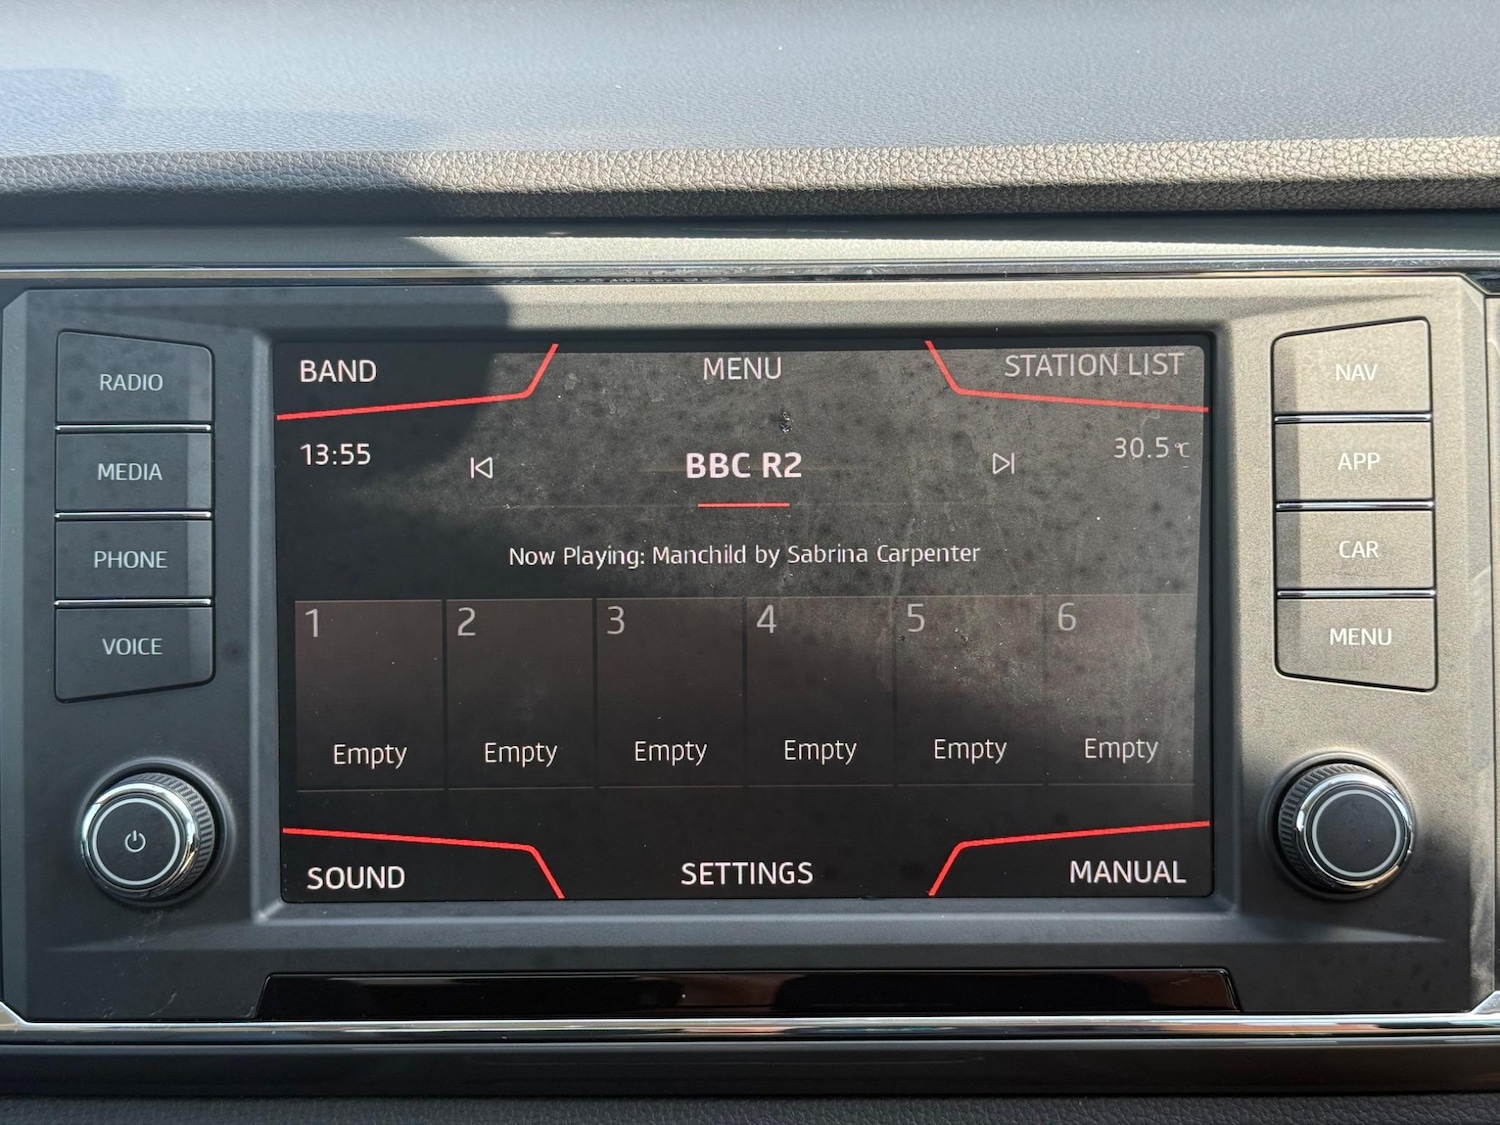 BAND
MENU
STATION LIST
13:55
BBC R2
30.5°C
Now Playing: Manchild by Sabrina Carpenter
1
2
3
4
5
6
Empty
Empty
Empty
Empty
Empty
Empty
SOUND
SETTINGS
MANUAL
RADIO
MEDIA
PHONE
VOICE
NAV
APP
CAR
MENU